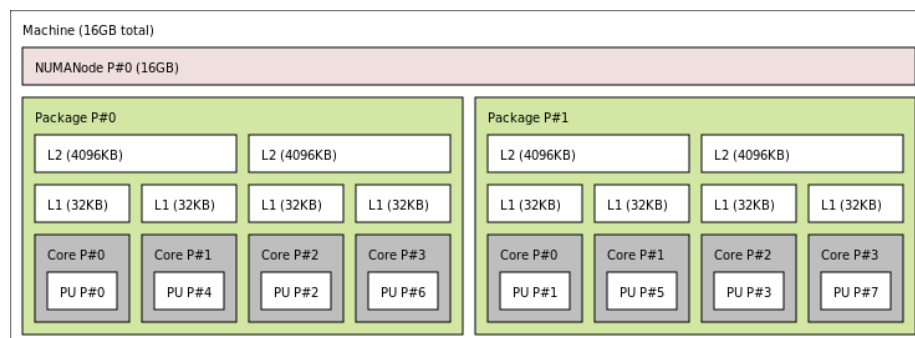 Machine (16GB total)
NUMANode P#0 (16GB)
Package P#0
L2 (4096KB)
L2 (4096KB)
L1 (32KB)
L1 (32KB)
L1 (32KB)
L1 (32KB)
Core P#0
PU P#0
Core P#1
PU P#4
Core P#2
PU P#2
Core P#3
PU P#6
Package P#1
L2 (4096KB)
L2 (4096KB)
L1 (32KB)
L1 (32KB)
L1 (32KB)
L1 (32KB)
Core P#0
PU P#1
Core P#1
PU P#5
Core P#2
PU P#3
Core P#3
PU P#7